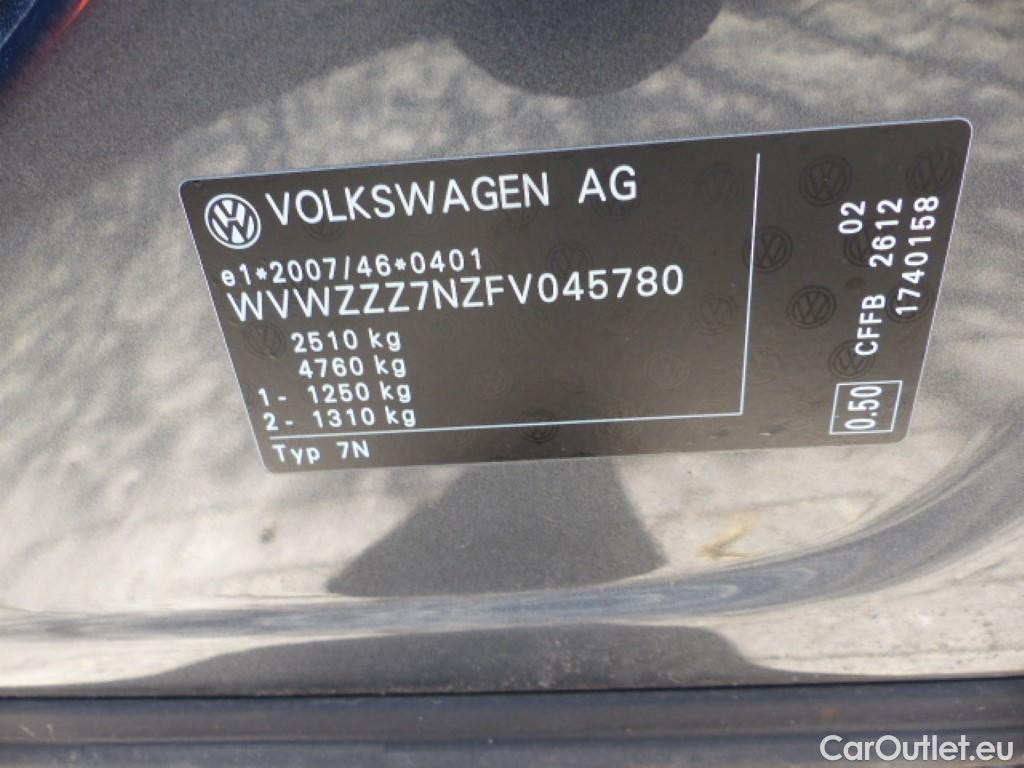 VOLKSWAGEN AG
e1*2007/46*0401
WVWZZZ7NZFV045780
2510 kg
4760 kg
1- 1250 kg
2- 1310 kg
Typ 7N
0.50 CFFB 02
2612
1740158
CarOutlet.eu